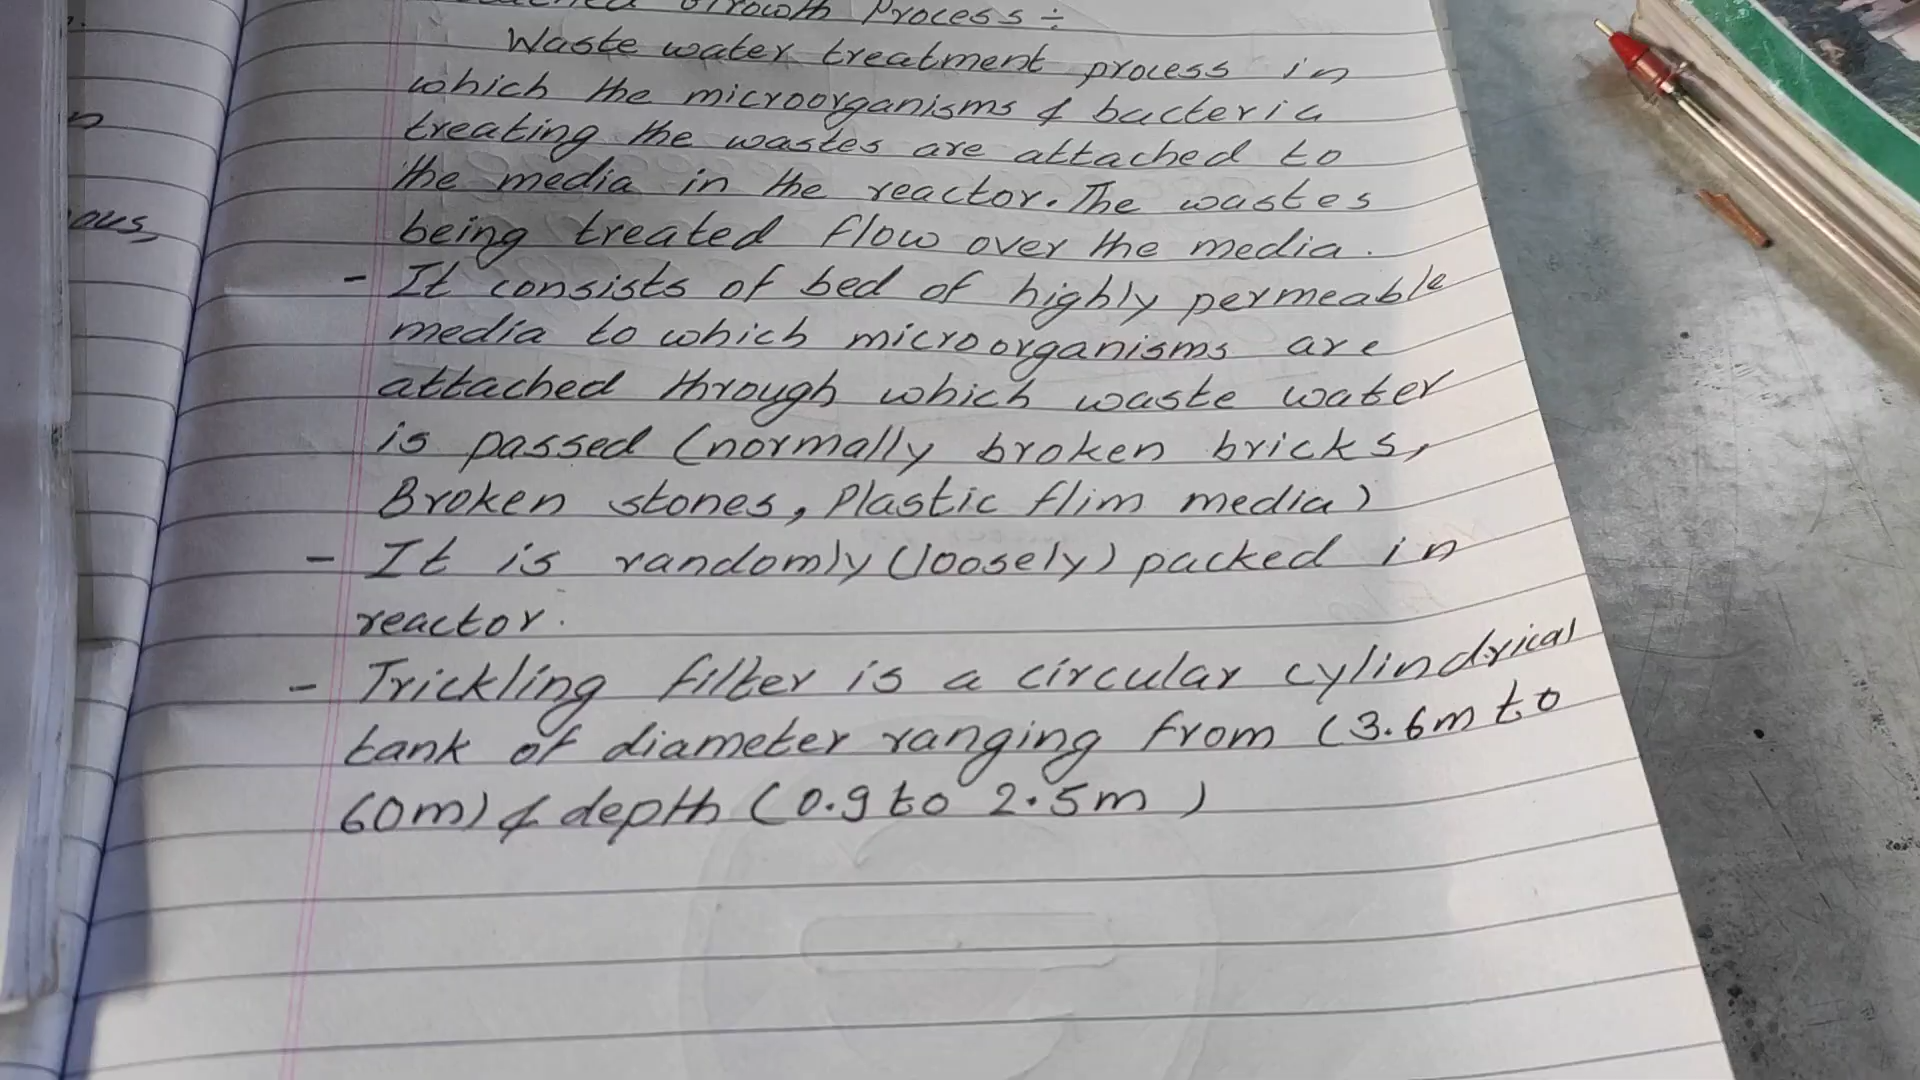 Growth Process ÷
Waste water treatment process in
which the microorganisms & bacteria
treating the wastes are attached to
the media in the reactor. The wastes
being treated flow over the media.
- It consists of bed of highly permeable
media to which microorganisms are
attached through which waste water
is passed (normally broken bricks,
Broken stones, Plastic flim media)
- It is randomly (loosely) packed in
reactor.
- Trickling filter is a circular cylindrical
tank of diameter ranging from (3.6m to
60m) & depth (0.9 to 2.5m)
ous,